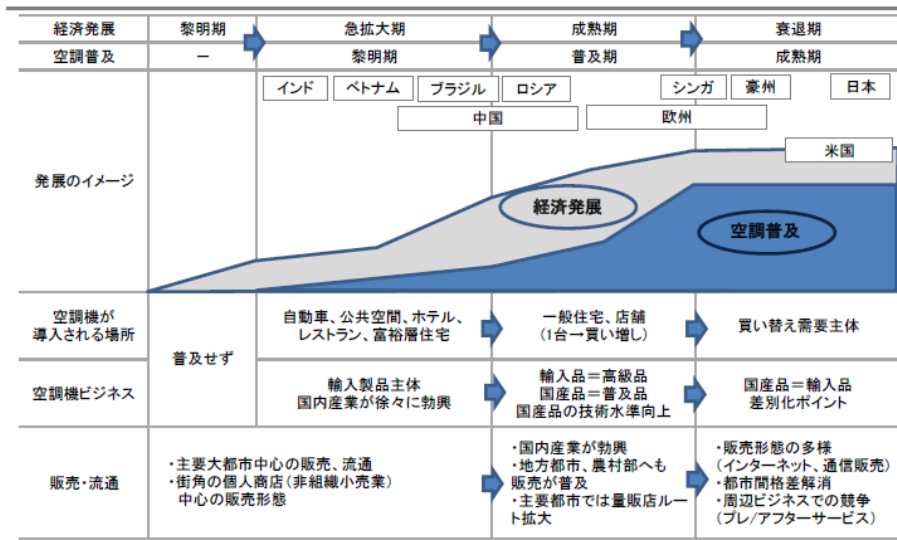 経済発展
黎明期
急拡大期
成熟期
衰退期
空調普及
－
黎明期
普及期
成熟期
発展のイメージ
インド
ベトナム
ブラジル
ロシア
シンガ
豪州
日本
中国
欧州
米国
経済発展
空調普及
空調機が
導入される場所
普及せず
自動車、公共空間、ホテル、
レストラン、富裕層住宅
一般住宅、店舗
(1台→買い増し)
買い替え需要主体
空調機ビジネス
輸入製品主体
国内産業が徐々に勃興
輸入品＝高級品
国産品＝普及品
国産品の技術水準向上
国産品＝輸入品
差別化ポイント
販売・流通
・主要大都市中心の販売、流通
・街角の個人商店(非組織小売業)
中心の販売形態
・国内産業が勃興
・地方都市、農村部へも
販売が普及
・主要都市では量販店ルー
ト拡大
・販売形態の多様
(インターネット、通信販売)
・都市間格差解消
・周辺ビジネスでの競争
(プレ/アフターサービス)